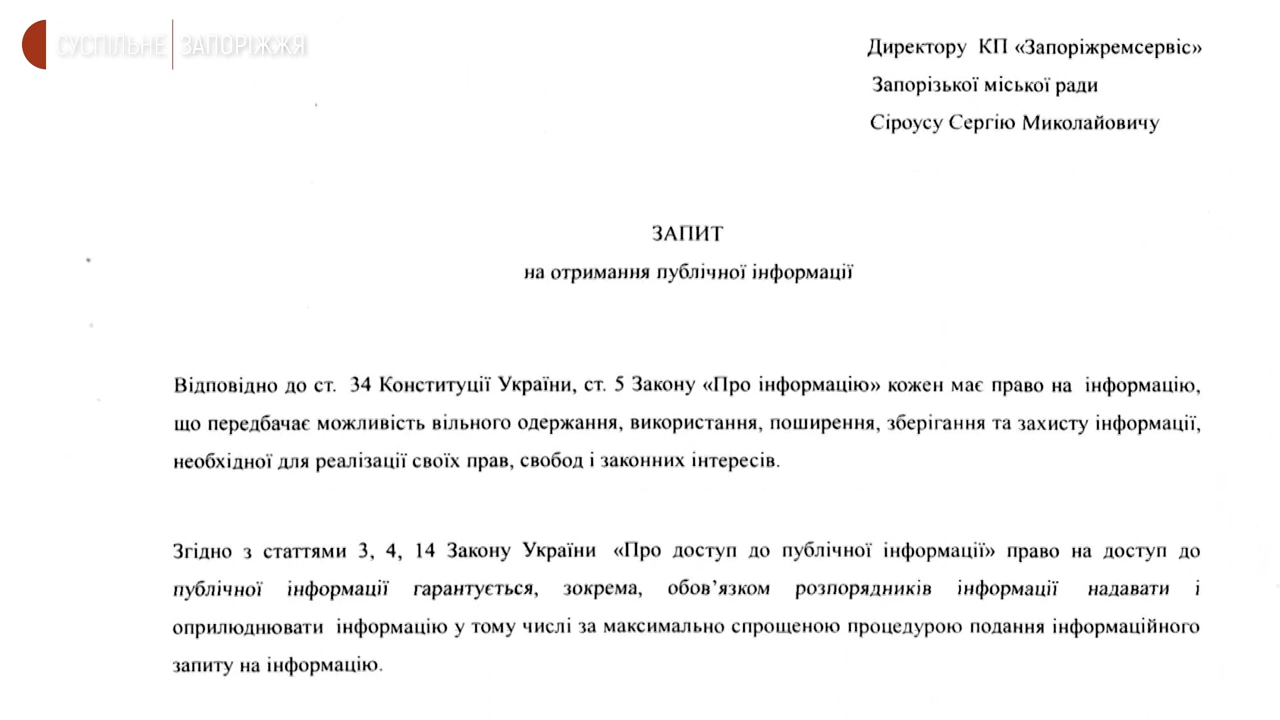 СУСПІЛЬНЕ ЗАПОРІЖЖЯ
Директору КП «Запоріжремсервіс»
Запорізької міської ради
Сіроусу Сергію Миколайовичу
ЗАПИТ
на отримання публічної інформації
Відповідно до ст. 34 Конституції України, ст. 5 Закону «Про інформацію» кожен має право на інформацію,
що передбачає можливість вільного одержання, використання, поширення, зберігання та захисту інформації,
необхідної для реалізації своїх прав, свобод і законних інтересів.
Згідно з статтями 3, 4, 14 Закону України «Про доступ до публічної інформації» право на доступ до
публічної інформації гарантується, зокрема, обов’язком розпорядників інформації надавати і
оприлюднювати інформацію у тому числі за максимально спрощеною процедурою подання інформаційного
запиту на інформацію.